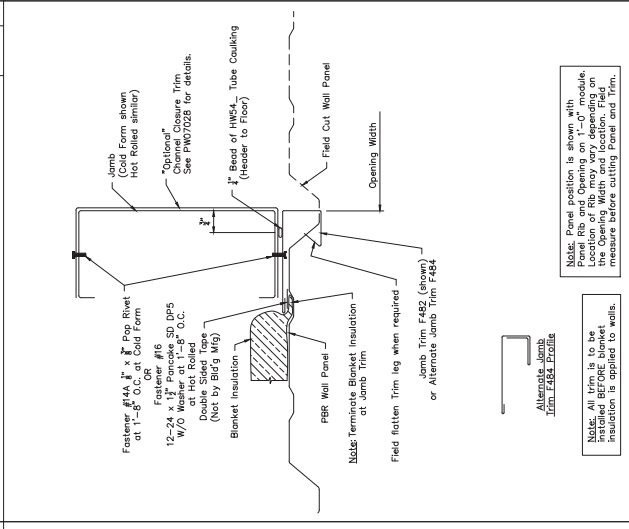 Jamb
(Cold Form shown
Hot Rolled similar)
"Optional"
Channel Closure Trim
See PW07028 for details.
Bead of HW54_ Tube Caulking
(Header to Floor)
Field Cut Wall Panel
Opening Width
Fastener #14A 1/8" x 3/16" Pop Rivet
at 1'-8" O.C. at Cold Form
OR
Fastener #16
12-24 x 1 1/4" Pancake SD DP5
W/O Washer at 1'-8" O.C.
at Hot Rolled
Double Sided Tape
(Not by Bld'g Mfg)
Blanket Insulation
PBR Wall Panel
Note: Terminate Blanket Insulation
at Jamb Trim
Field flatten Trim leg when required
Jamb Trim F482 (shown)
or Alternate Jamb Trim F484
Alternate Jamb
Trim F484 Profile
Note: All trim is to be
installed BEFORE blanket
insulation is applied to walls.
Note: Panel position is shown with
Panel Rib and Opening on 1'-0" module.
Location of Rib may vary depending on
the Opening Width and location. Field
measure before cutting Panel and Trim.